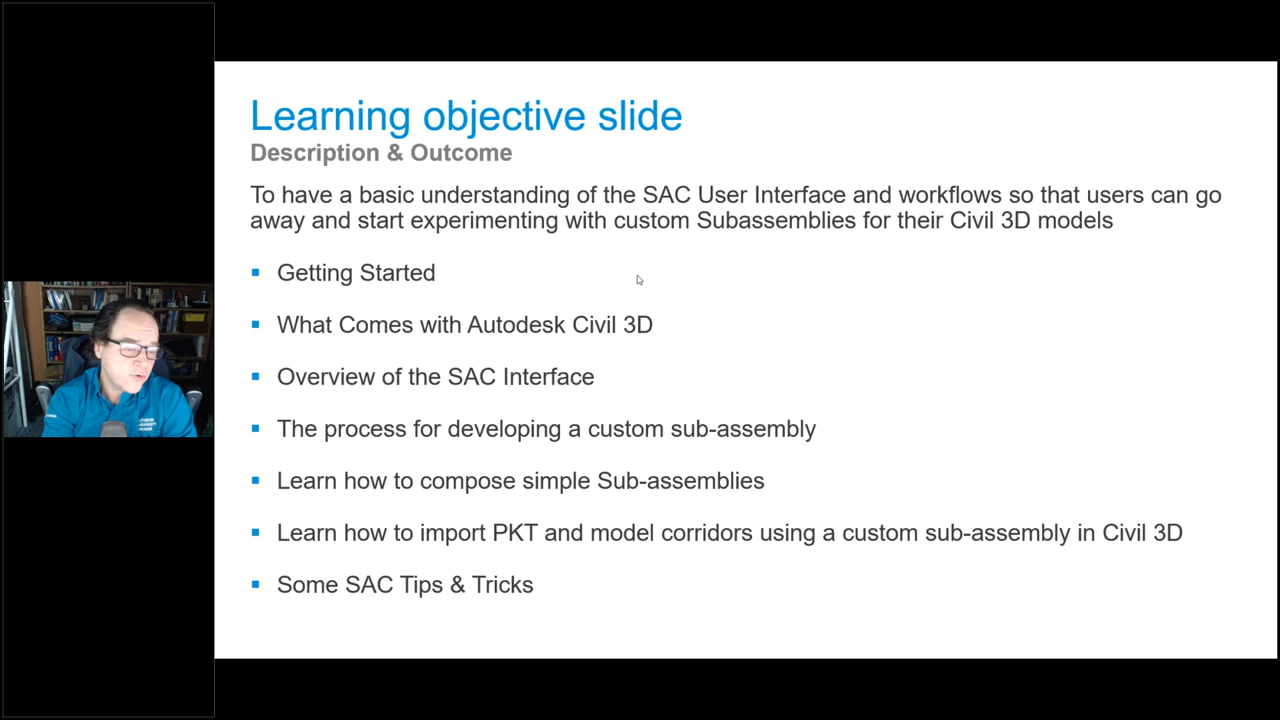 Learning objective slide
Description & Outcome
To have a basic understanding of the SAC User Interface and workflows so that users can go
away and start experimenting with custom Subassemblies for their Civil 3D models
Getting Started
What Comes with Autodesk Civil 3D
Overview of the SAC Interface
The process for developing a custom sub-assembly
Learn how to compose simple Sub-assemblies
Learn how to import PKT and model corridors using a custom sub-assembly in Civil 3D
Some SAC Tips & Tricks